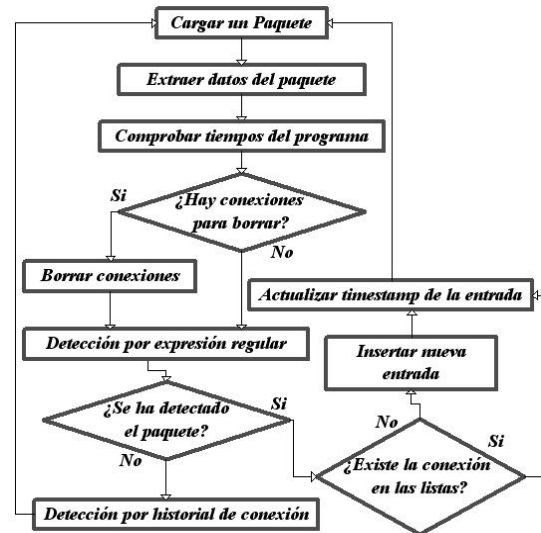 Cargar un Paquete
Extraer datos del paquete
Comprobar tiempos del programa
Si
¿Hay conexiones
para borrar?
No
Borrar conexiones
Actualizar timestamp de la entrada
Detección por expresión regular
Insertar nueva
entrada
¿Se ha detectado
el paquete?
Si
No
No
Si
¿Existe la conexión
en las listas?
Detección por historial de conexión